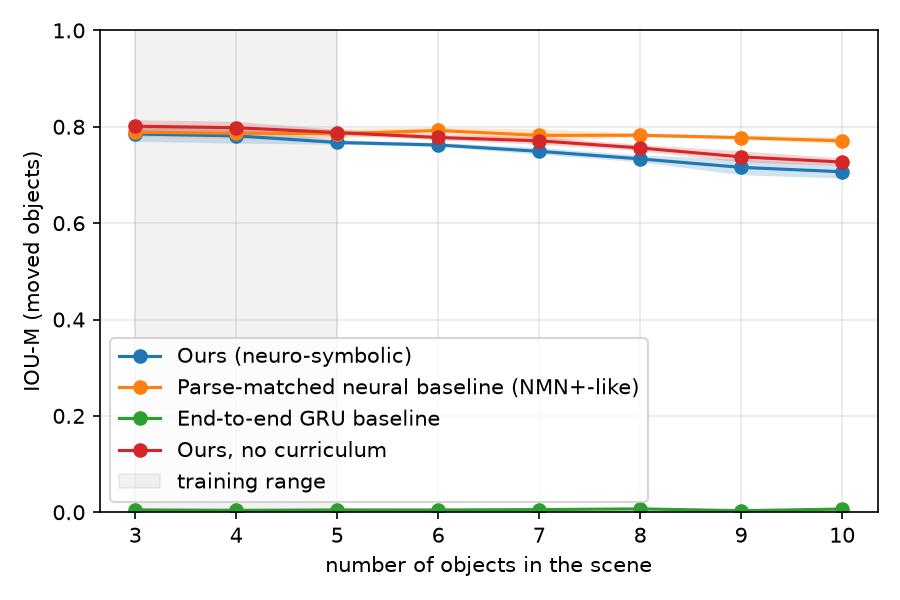 1.0
0.8
0.6
0.4
0.2
0.0
IOU-M (moved objects)
Ours (neuro-symbolic)
Parse-matched neural baseline (NMN+-like)
End-to-end GRU baseline
Ours, no curriculum
training range
3 4 5 6 7 8 9 10
number of objects in the scene